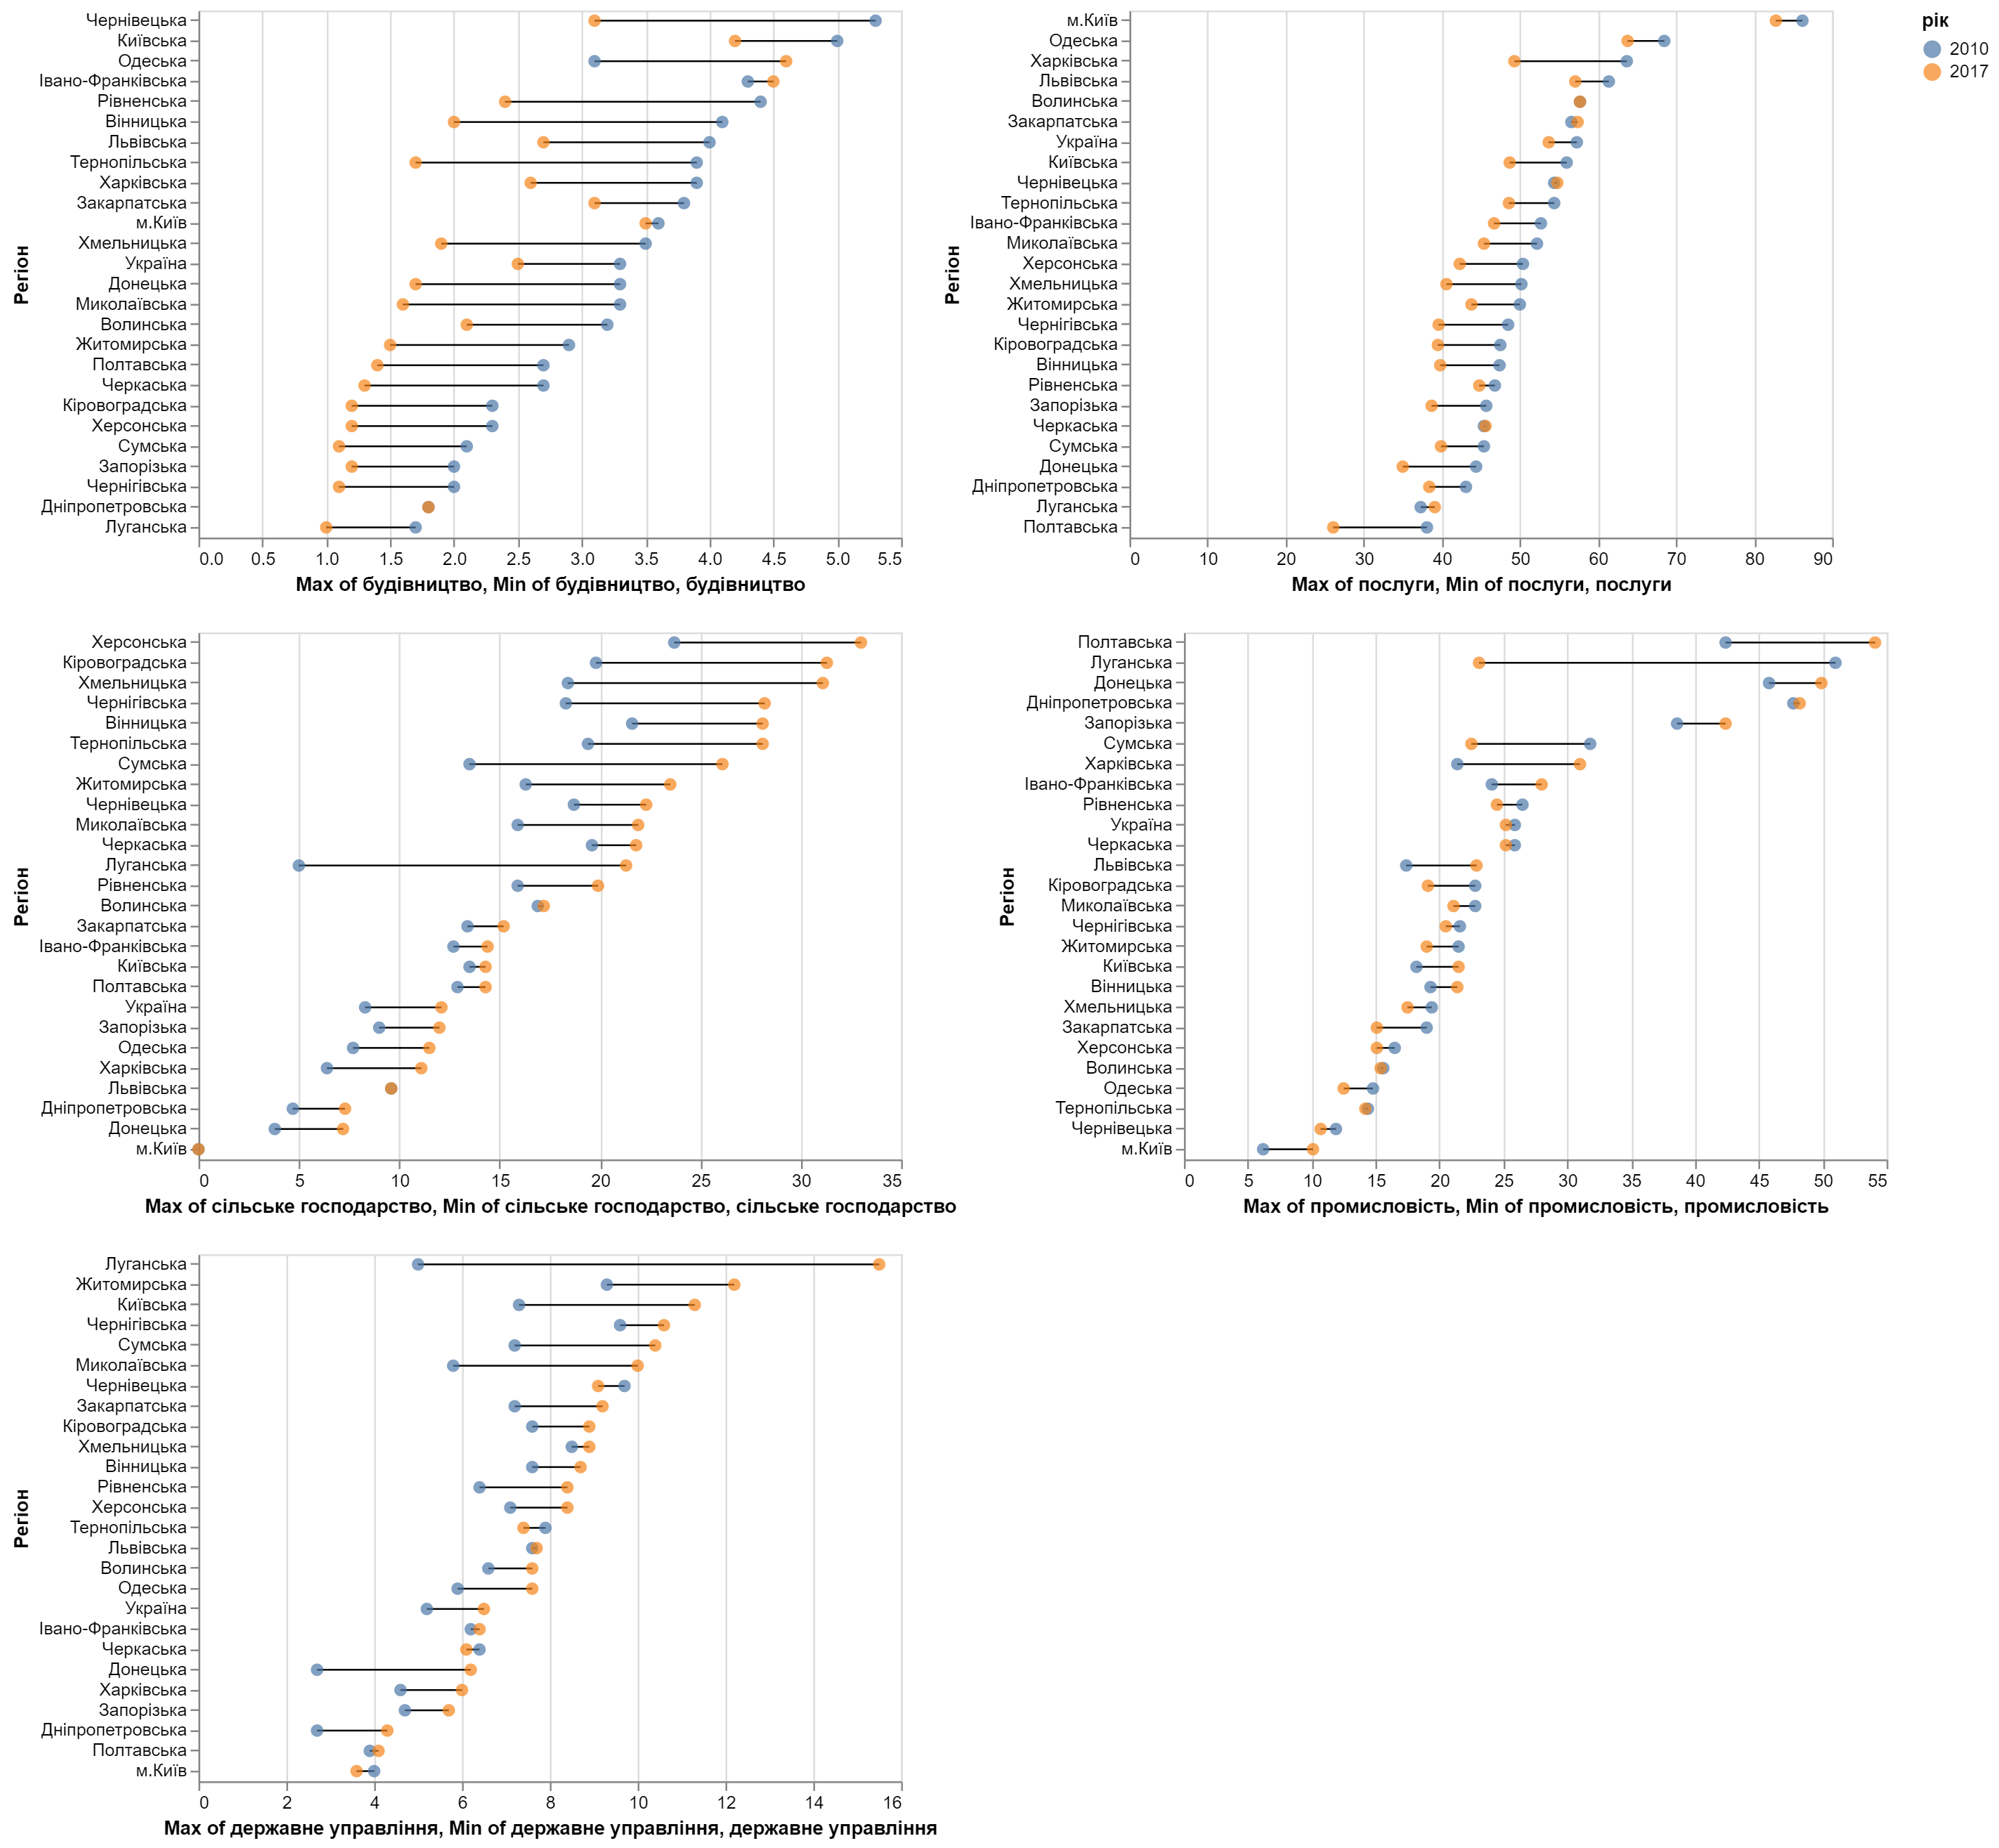 Чернівецька
Київська
Одеська
Івано-Франківська
Рівненська
Вінницька
Львівська
Тернопільська
Харківська
Закарпатська
м.Київ
Хмельницька
Україна
Донецька
Миколаївська
Волинська
Житомирська
Полтавська
Черкаська
Кіровоградська
Херсонська
Сумська
Запорізька
Чернігівська
Дніпропетровська
Луганська
Регіон
0.0 0.5 1.0 1.5 2.0 2.5 3.0 3.5 4.0 4.5 5.0 5.5
Max of будівництво, Min of будівництво, будівництво
м.Київ
Одеська
Харківська
Львівська
Волинська
Закарпатська
Україна
Київська
Чернівецька
Тернопільська
Івано-Франківська
Миколаївська
Херсонська
Хмельницька
Житомирська
Чернігівська
Кіровоградська
Вінницька
Рівненська
Запорізька
Черкаська
Сумська
Донецька
Дніпропетровська
Луганська
Полтавська
Регіон
0 10 20 30 40 50 60 70 80 90
Max of послуги, Min of послуги, послуги
рік
2010
2017
Херсонська
Кіровоградська
Хмельницька
Чернігівська
Вінницька
Тернопільська
Сумська
Житомирська
Чернівецька
Миколаївська
Черкаська
Луганська
Рівненська
Волинська
Закарпатська
Івано-Франківська
Київська
Полтавська
Україна
Запорізька
Одеська
Харківська
Львівська
Дніпропетровська
Донецька
м.Київ
Регіон
0 5 10 15 20 25 30 35
Max of сільське господарство, Min of сільське господарство, сільське господарство
Полтавська
Луганська
Донецька
Дніпропетровська
Запорізька
Сумська
Харківська
Івано-Франківська
Рівненська
Україна
Черкаська
Львівська
Кіровоградська
Миколаївська
Чернігівська
Житомирська
Київська
Вінницька
Хмельницька
Закарпатська
Херсонська
Волинська
Одеська
Тернопільська
Чернівецька
м.Київ
Регіон
0 5 10 15 20 25 30 35 40 45 50 55
Max of промисловість, Min of промисловість, промисловість
Луганська
Житомирська
Київська
Чернігівська
Сумська
Миколаївська
Чернівецька
Закарпатська
Кіровоградська
Хмельницька
Вінницька
Рівненська
Херсонська
Тернопільська
Львівська
Волинська
Одеська
Україна
Івано-Франківська
Черкаська
Донецька
Харківська
Запорізька
Дніпропетровська
Полтавська
м.Київ
Регіон
0 2 4 6 8 10 12 14 16
Max of державне управління, Min of державне управління, державне управління